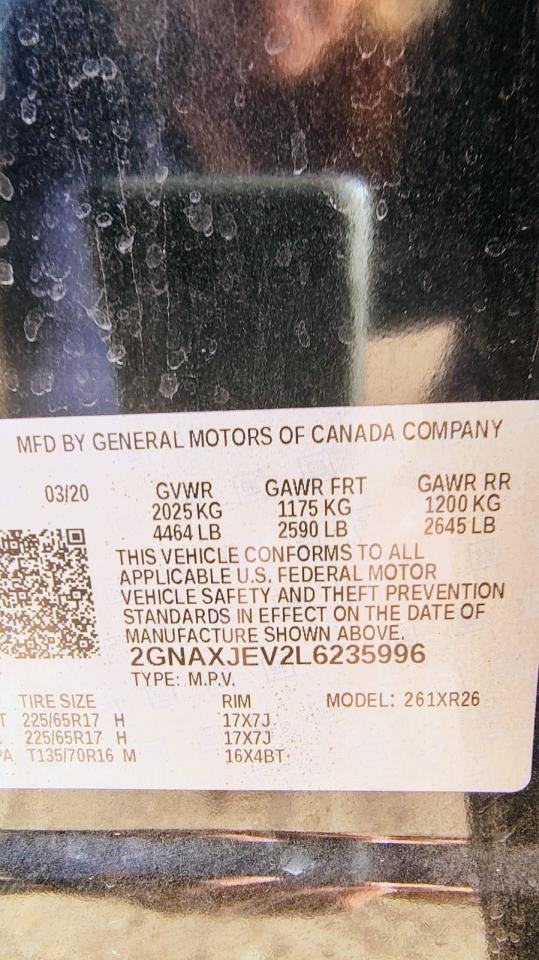 MFD BY GENERAL MOTORS OF CANADA COMPANY
03/20 GVWR GAWR FRT GAWR RR
2025 KG 1175 KG 1200 KG
4464 LB 2590 LB 2645 LB
THIS VEHICLE CONFORMS TO ALL
APPLICABLE U.S. FEDERAL MOTOR
VEHICLE SAFETY AND THEFT PREVENTION
STANDARDS IN EFFECT ON THE DATE OF
MANUFACTURE SHOWN ABOVE.
2GNAXJEV2L6235996
TYPE: M.P.V.
TIRE SIZE RIM MODEL: 261XR26
T 225/65R17 H 17X7J
225/65R17 H 17X7J
PA T135/70R16 M 16X4BT